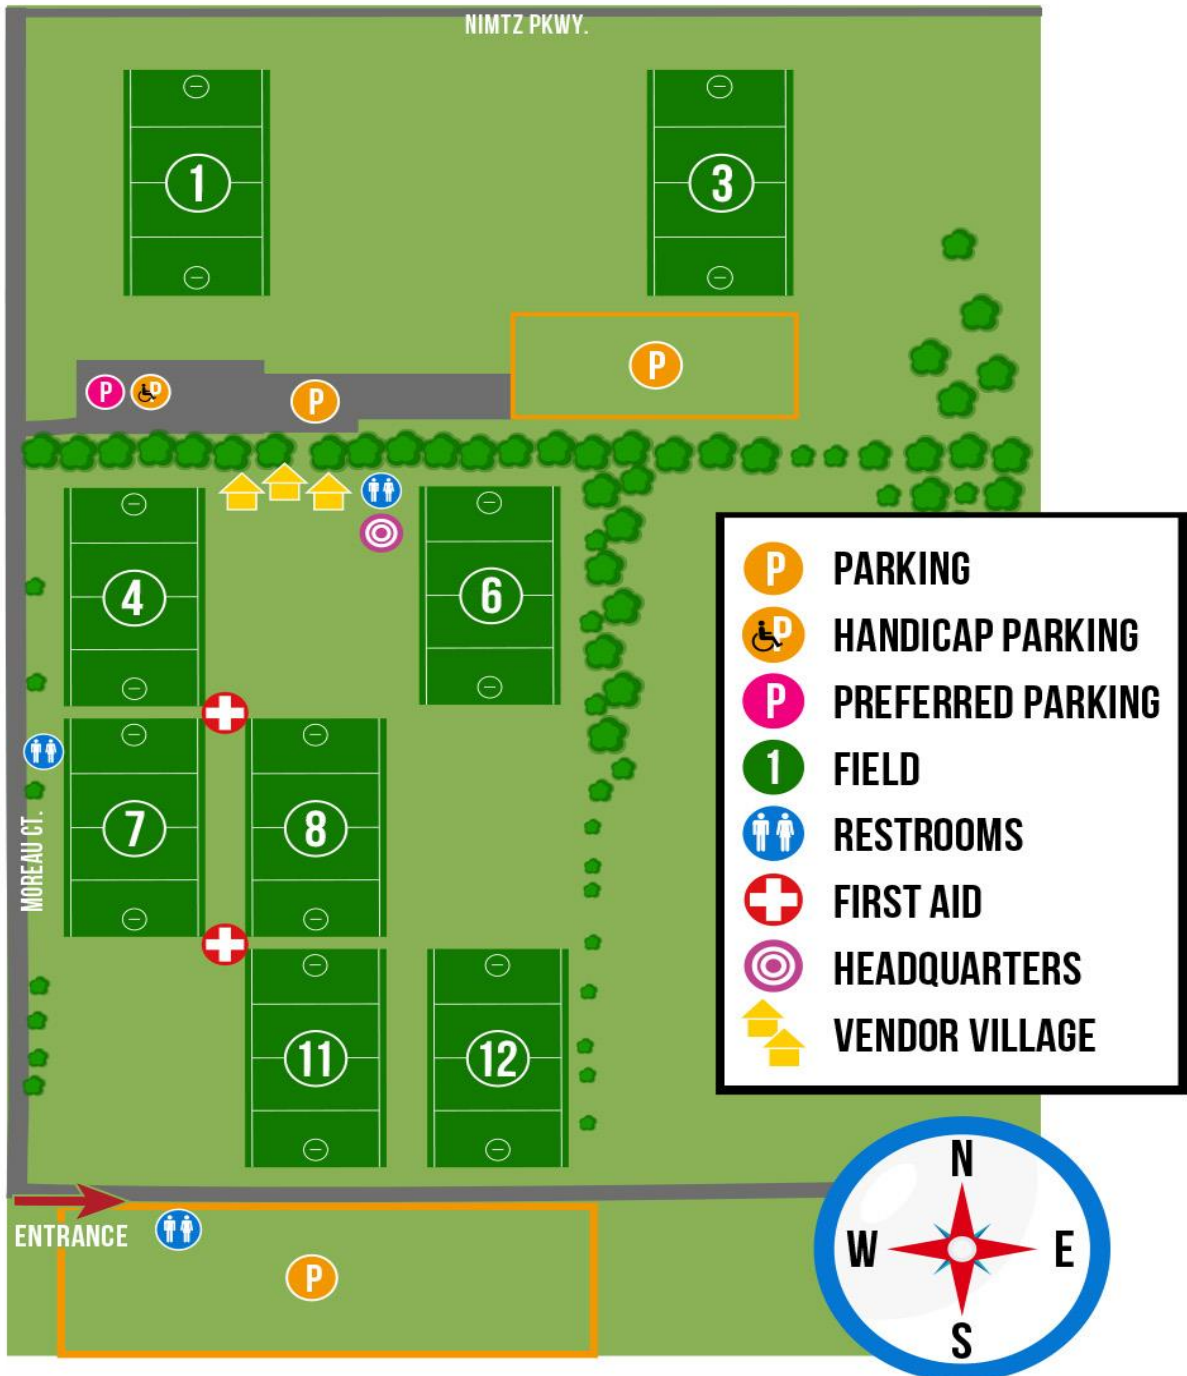 NIMTZ PKWY.
1
3
P
P
P
P
4
6
7
8
MOREAU CT.
11
12
ENTRANCE
P
P PARKING
P HANDICAP PARKING
P PREFERRED PARKING
1 FIELD
RESTROOMS
FIRST AID
HEADQUARTERS
VENDOR VILLAGE
N
W
E
S